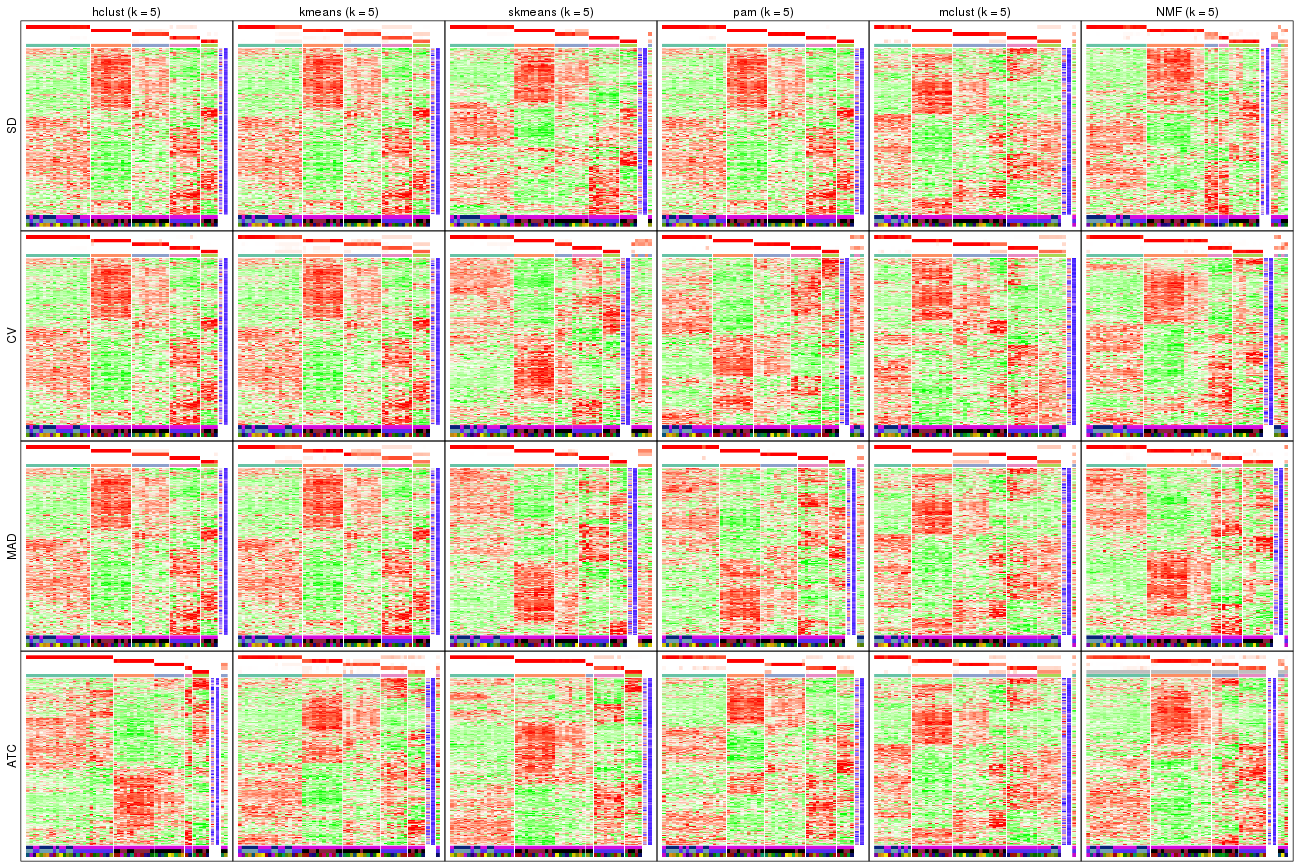 hclust (k = 5) kmeans (k = 5) skmeans (k = 5) pam (k = 5) mclust (k = 5) NMF (k = 5)
SD
CV
MAD
ATC